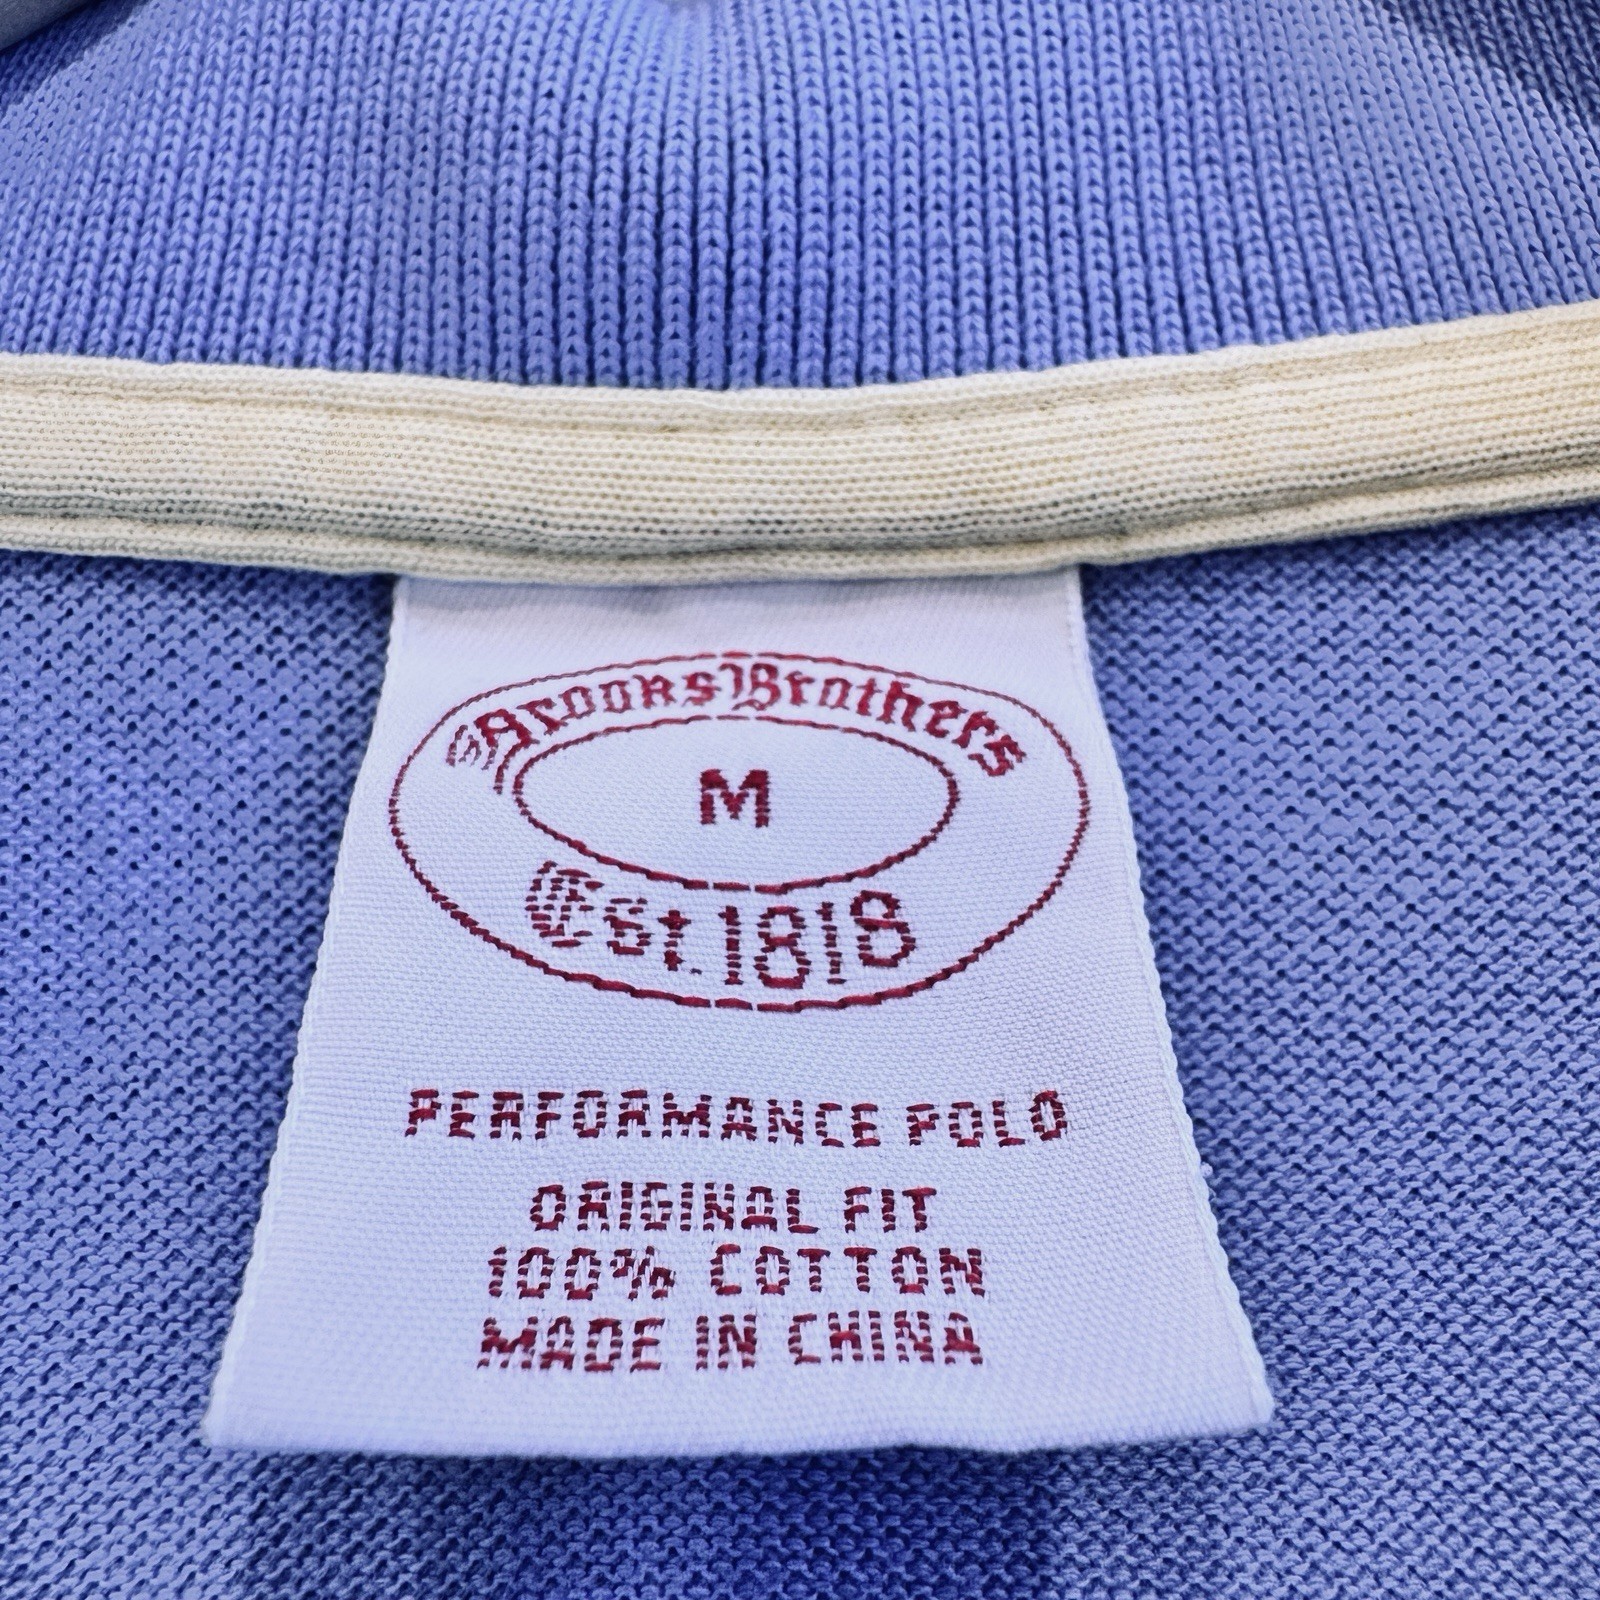 Brooks Brothers
M
Est. 1818
PERFORMANCE POLO
ORIGINAL FIT
100% COTTON
MADE IN CHINA